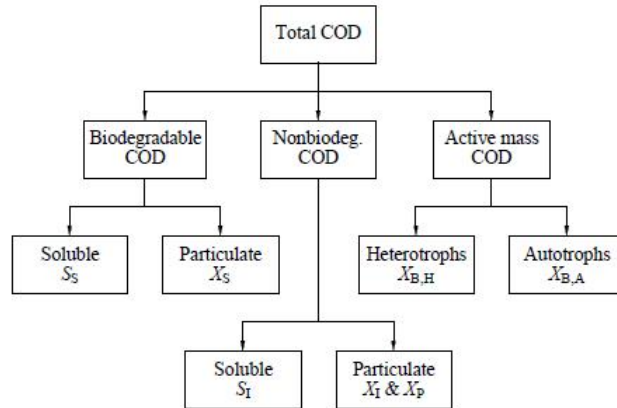 Total COD
Biodegradable
COD
Nonbiodeg.
COD
Active mass
COD
Soluble
S_S
Particulate
X_S
Heterotrophs
X_B,H
Autotrophs
X_B,A
Soluble
S_I
Particulate
X_I & X_P